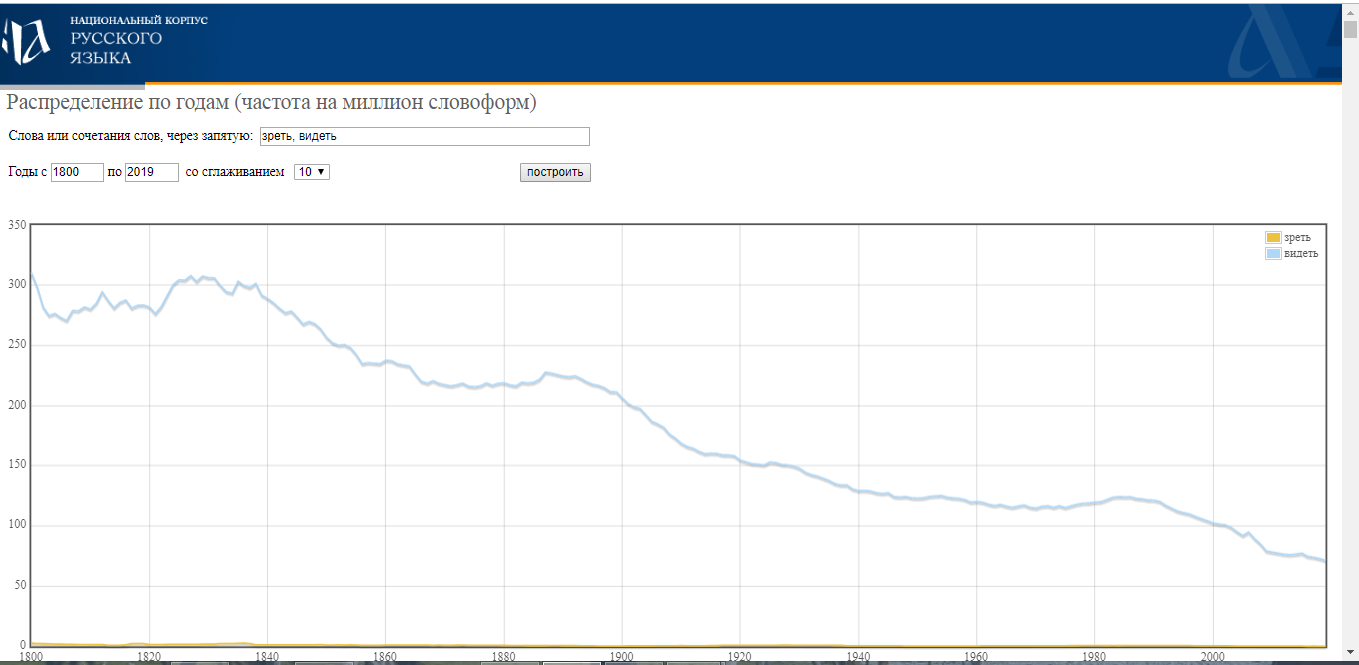 НАЦИОНАЛЬНЫЙ КОРПУС
РУССКОГО
ЯЗЫКА
Распределение по годам (частота на миллион словоформ)
Слова или сочетания слов, через запятую: зреть, видеть
Годы с 1800 по 2019 со сглаживанием 10 построить
350
зреть
видеть
300
250
200
150
100
50
0
1800 1820 1840 1860 1880 1900 1920 1940 1960 1980 2000